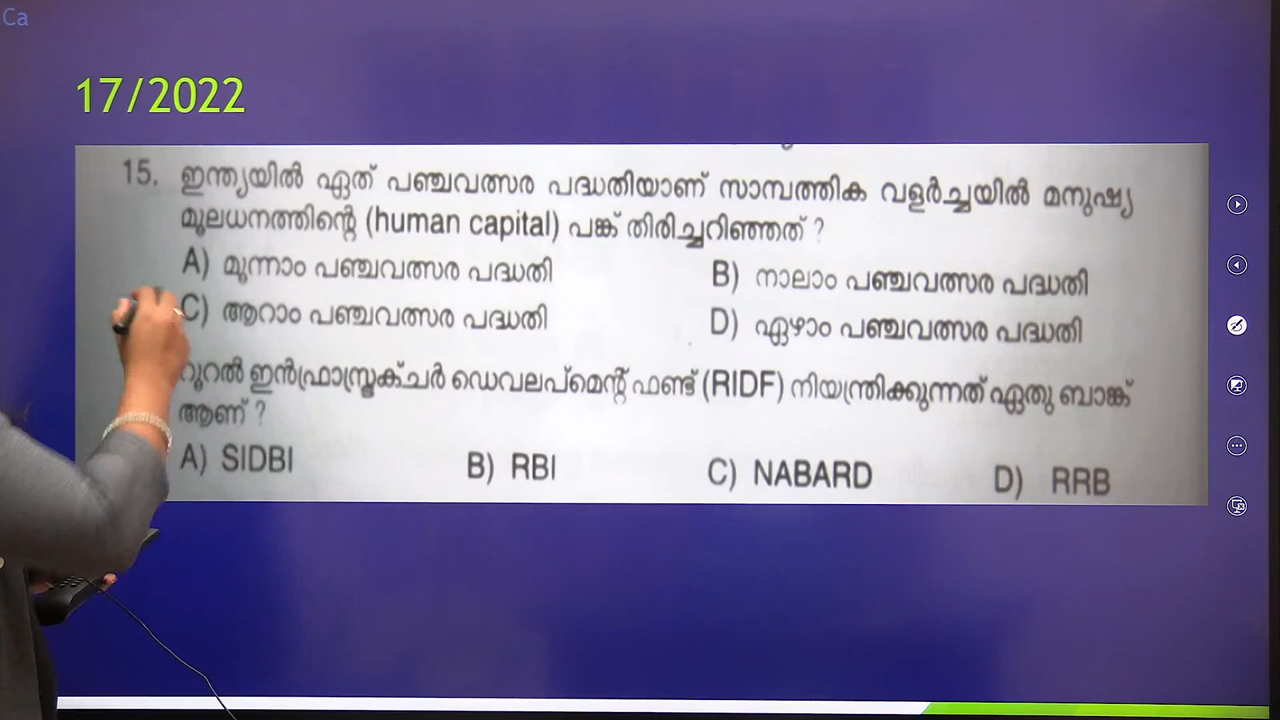 Ca
17/2022
15. ഇന്ത്യയിൽ ഏത് പഞ്ചവത്സര പദ്ധതിയാണ് സാമ്പത്തിക വളർച്ചയിൽ മനുഷ്യ
മൂലധനത്തിന്റെ (human capital) പങ്ക് തിരിച്ചറിഞ്ഞത് ?
A) മൂന്നാം പഞ്ചവത്സര പദ്ധതി B) നാലാം പഞ്ചവത്സര പദ്ധതി
C) ആറാം പഞ്ചവത്സര പദ്ധതി D) ഏഴാം പഞ്ചവത്സര പദ്ധതി
റൂറൽ ഇൻഫ്രാസ്ട്രക്ചർ ഡെവലപ്മെന്റ് ഫണ്ട് (RIDF) നിയന്ത്രിക്കുന്നത് ഏതു ബാങ്ക്
ആണ് ?
A) SIDBI B) RBI C) NABARD D) RRB